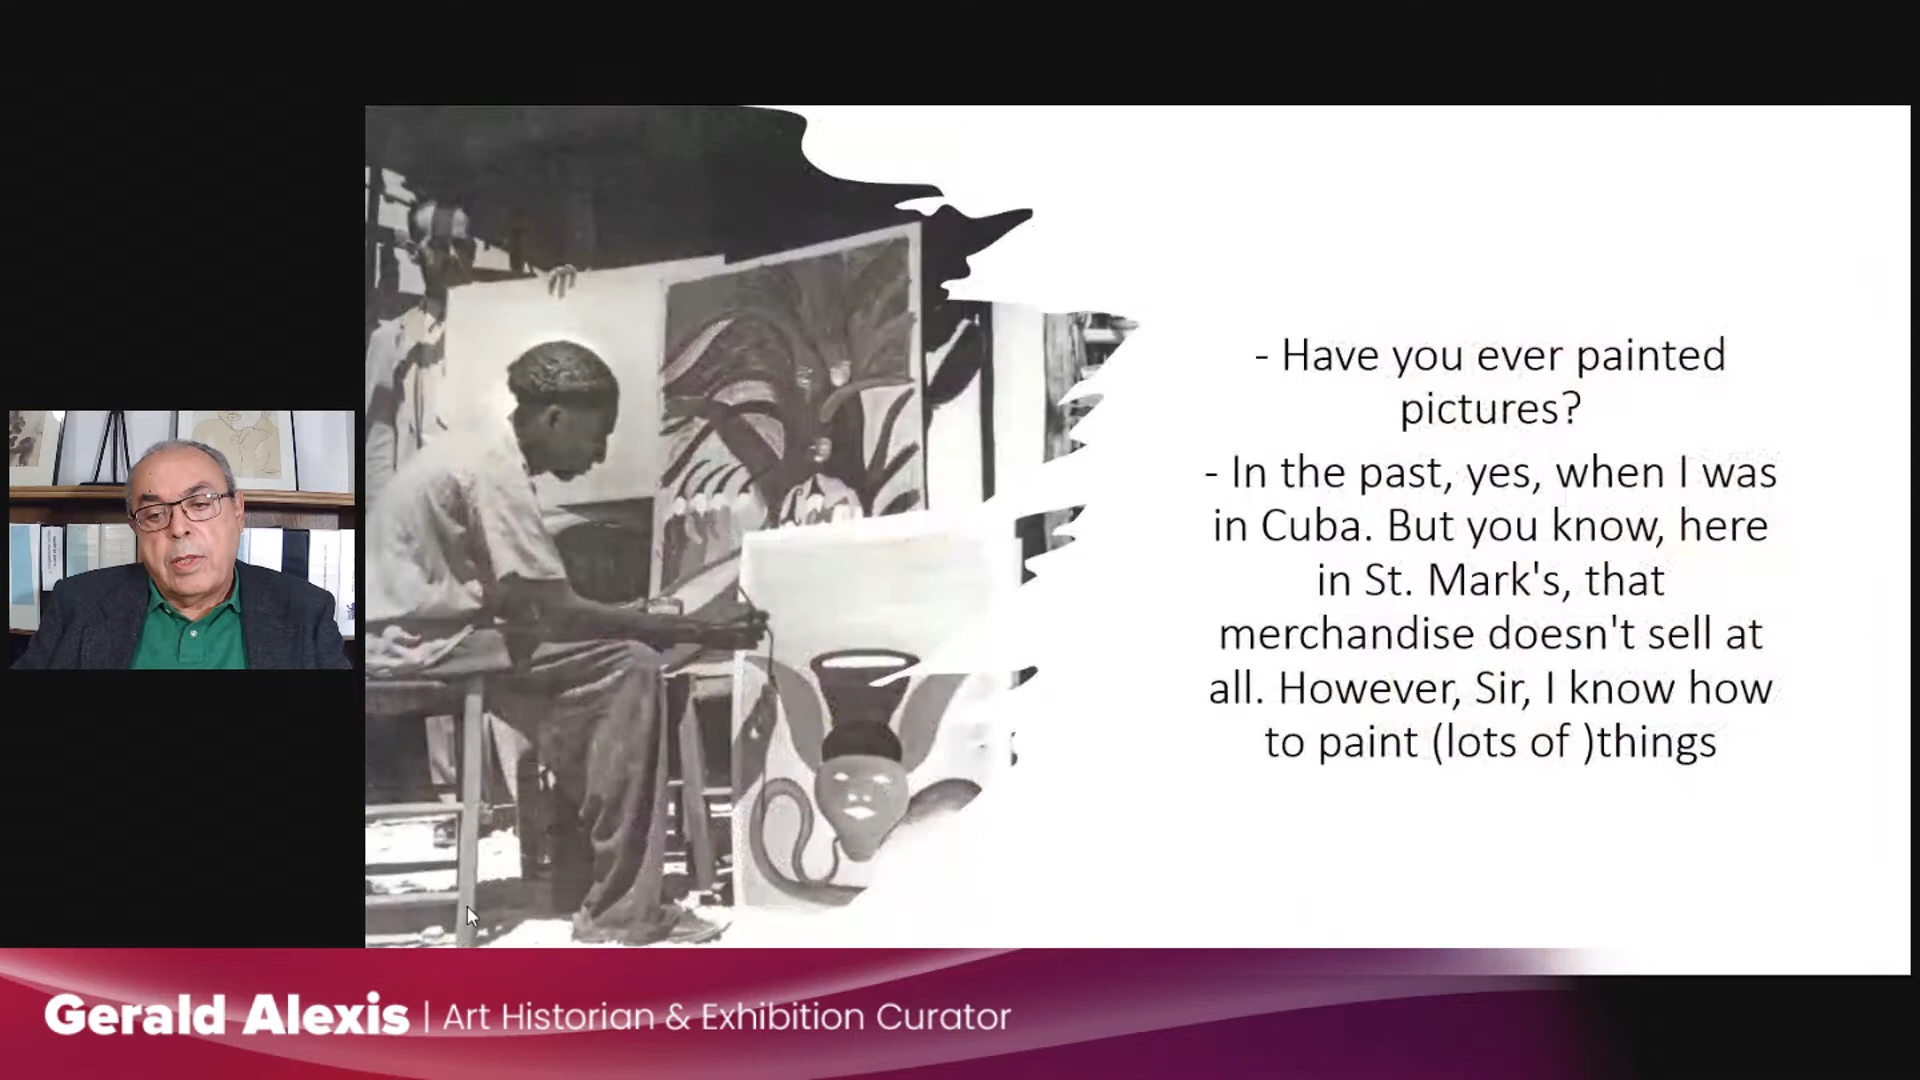 - Have you ever painted
pictures?
- In the past, yes, when I was
in Cuba. But you know, here
in St. Mark's, that
merchandise doesn't sell at
all. However, Sir, I know how
to paint (lots of )things
Gerald Alexis | Art Historian & Exhibition Curator